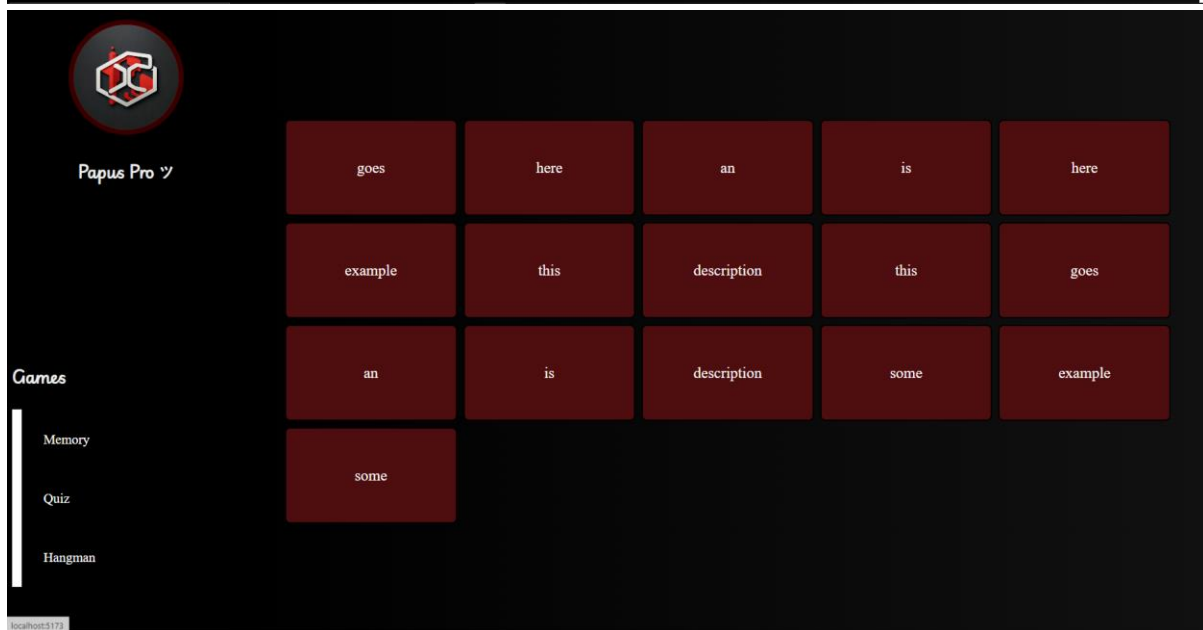 Papus Pro ツ
goes here an is here
example this description this goes
an is description some example
some
Games
Memory
Quiz
Hangman
localhost:5173